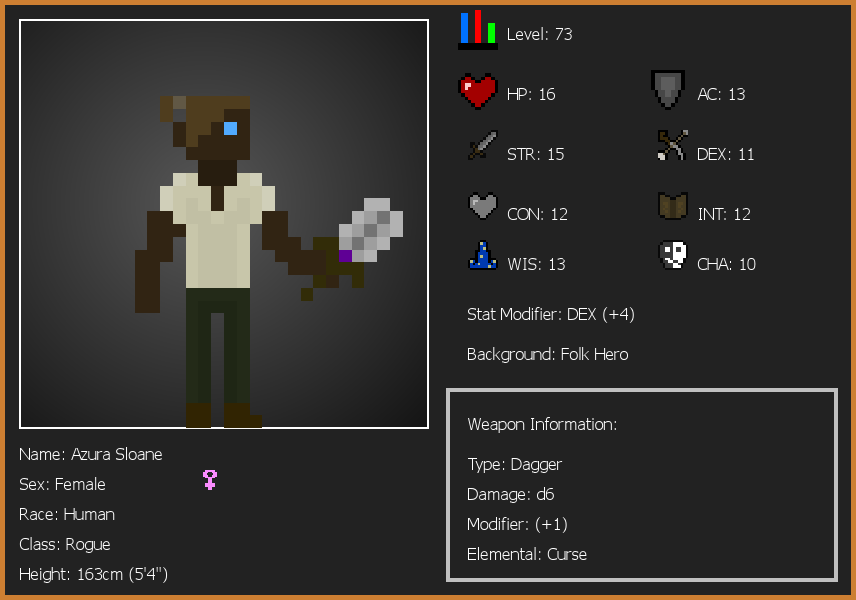 Level: 73
HP: 16
AC: 13
STR: 15
DEX: 11
CON: 12
INT: 12
WIS: 13
CHA: 10
Stat Modifier: DEX (+4)
Background: Folk Hero
Weapon Information:
Type: Dagger
Damage: d6
Modifier: (+1)
Elemental: Curse
Name: Azura Sloane
Sex: Female
Race: Human
Class: Rogue
Height: 163cm (5'4")